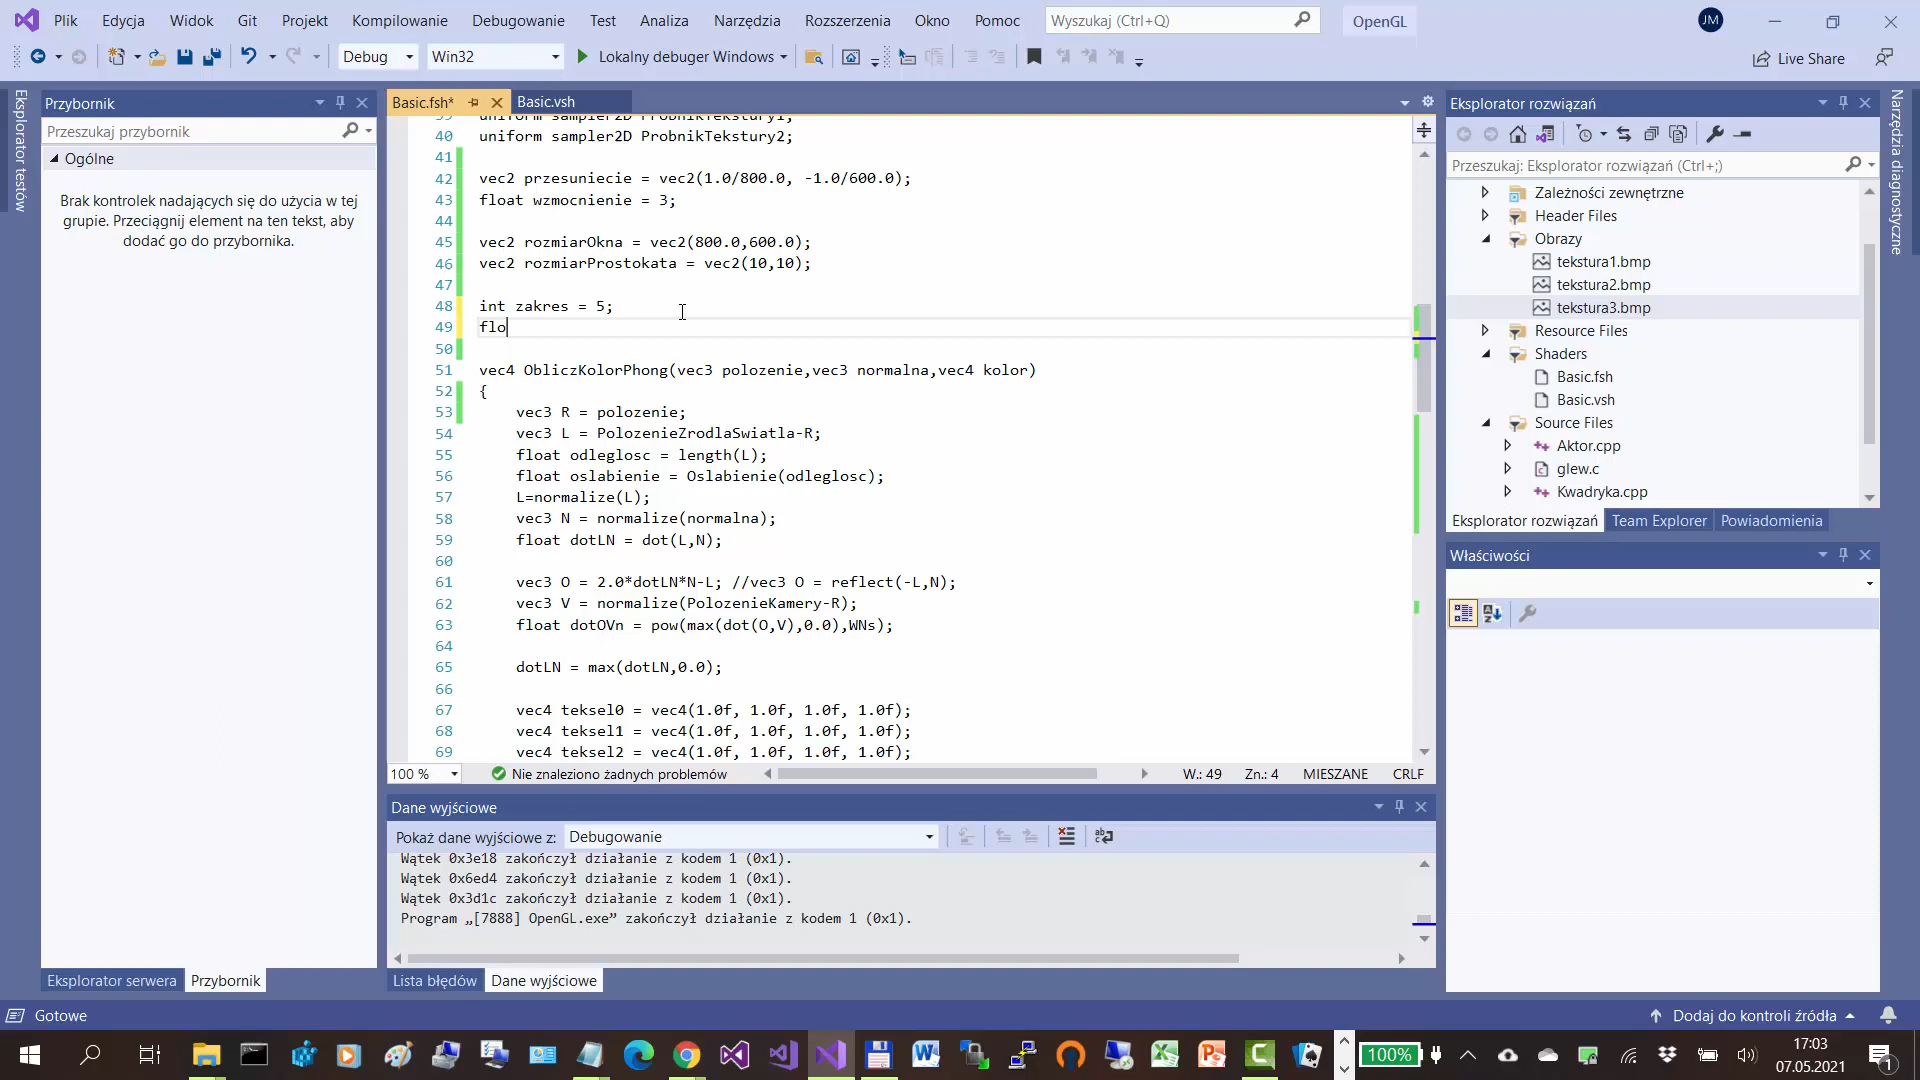 Plik Edycja Widok Git Projekt Kompilowanie Debugowanie Test Analiza Narzędzia Rozszerzenia Okno Pomoc Wyszukaj (Ctrl+Q) OpenGL JM
Debug Win32 Lokalny debuger Windows Live Share
Eksplorator testów
Przybornik
Przeszukaj przybornik
Ogólne
Brak kontrolek nadających się do użycia w tej
grupie. Przeciągnij element na ten tekst, aby
dodać go do przybornika.
Eksplorator serwera Przybornik
Basic.fsh* Basic.vsh
39 uniform sampler2D ProbnikTekstury1;
40 uniform sampler2D ProbnikTekstury2;
41
42 vec2 przesuniecie = vec2(1.0/800.0, -1.0/600.0);
43 float wzmocnienie = 3;
44
45 vec2 rozmiarOkna = vec2(800.0,600.0);
46 vec2 rozmiarProstokata = vec2(10,10);
47
48 int zakres = 5;
49 flo
50
51 vec4 ObliczKolorPhong(vec3 polozenie,vec3 normalna,vec4 kolor)
52 {
53 vec3 R = polozenie;
54 vec3 L = PolozenieZrodlaSwiatla-R;
55 float odleglosc = length(L);
56 float oslabienie = Oslabienie(odleglosc);
57 L=normalize(L);
58 vec3 N = normalize(normalna);
59 float dotLN = dot(L,N);
60
61 vec3 O = 2.0*dotLN*N-L; //vec3 O = reflect(-L,N);
62 vec3 V = normalize(PolozenieKamery-R);
63 float dotOVn = pow(max(dot(O,V),0.0),WNs);
64
65 dotLN = max(dotLN,0.0);
66
67 vec4 teksel0 = vec4(1.0f, 1.0f, 1.0f, 1.0f);
68 vec4 teksel1 = vec4(1.0f, 1.0f, 1.0f, 1.0f);
69 vec4 teksel2 = vec4(1.0f, 1.0f, 1.0f, 1.0f);
100 % Nie znaleziono żadnych problemów W.: 49 Zn.: 4 MIESZANE CRLF
Dane wyjściowe
Pokaż dane wyjściowe z: Debugowanie
Wątek 0x3e18 zakończył działanie z kodem 1 (0x1).
Wątek 0x6ed4 zakończył działanie z kodem 1 (0x1).
Wątek 0x3d1c zakończył działanie z kodem 1 (0x1).
Program „[7888] OpenGL.exe” zakończył działanie z kodem 1 (0x1).
Lista błędów Dane wyjściowe
Eksplorator rozwiązań
Przeszukaj: Eksplorator rozwiązań (Ctrl+;)
Zależności zewnętrzne
Header Files
Obrazy
tekstura1.bmp
tekstura2.bmp
tekstura3.bmp
Resource Files
Shaders
Basic.fsh
Basic.vsh
Source Files
Aktor.cpp
glew.c
Kwadryka.cpp
Eksplorator rozwiązań Team Explorer Powiadomienia
Właściwości
Narzędzia diagnostyczne
Gotowe Dodaj do kontroli źródła
100% 17:03
07.05.2021
1